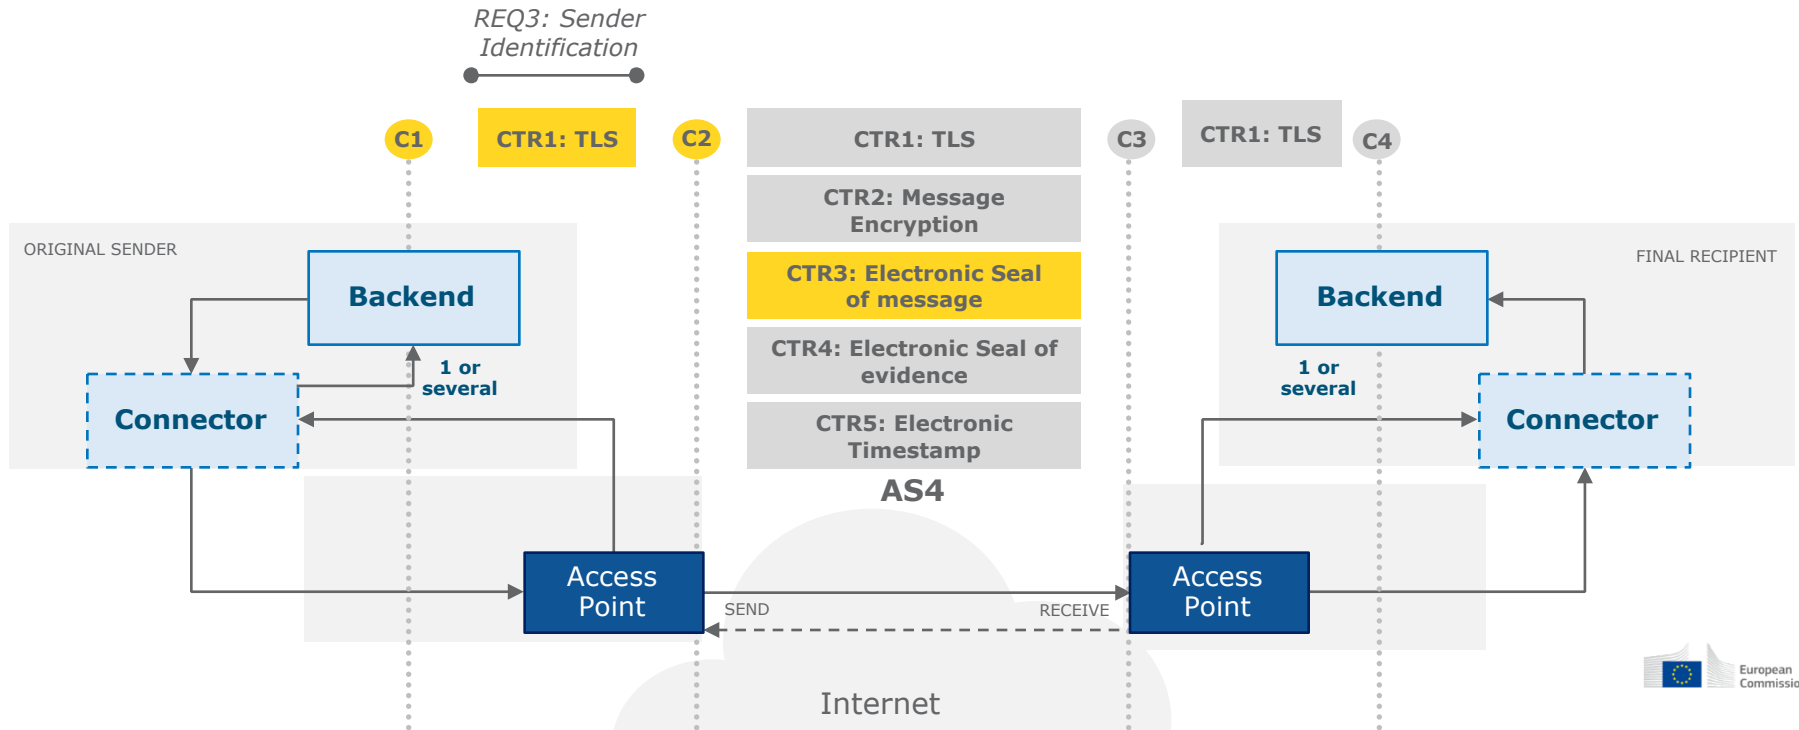 REQ3: Sender
Identification
C1
CTR1: TLS
C2
CTR1: TLS
C3
CTR1: TLS
C4
CTR2: Message
Encryption
ORIGINAL SENDER
FINAL RECIPIENT
Backend
CTR3: Electronic Seal
of message
Backend
1 or
several
CTR4: Electronic Seal of
evidence
1 or
several
Connector
CTR5: Electronic
Timestamp
Connector
AS4
Access
Point
SEND
RECEIVE
Access
Point
Internet
European
Commissio